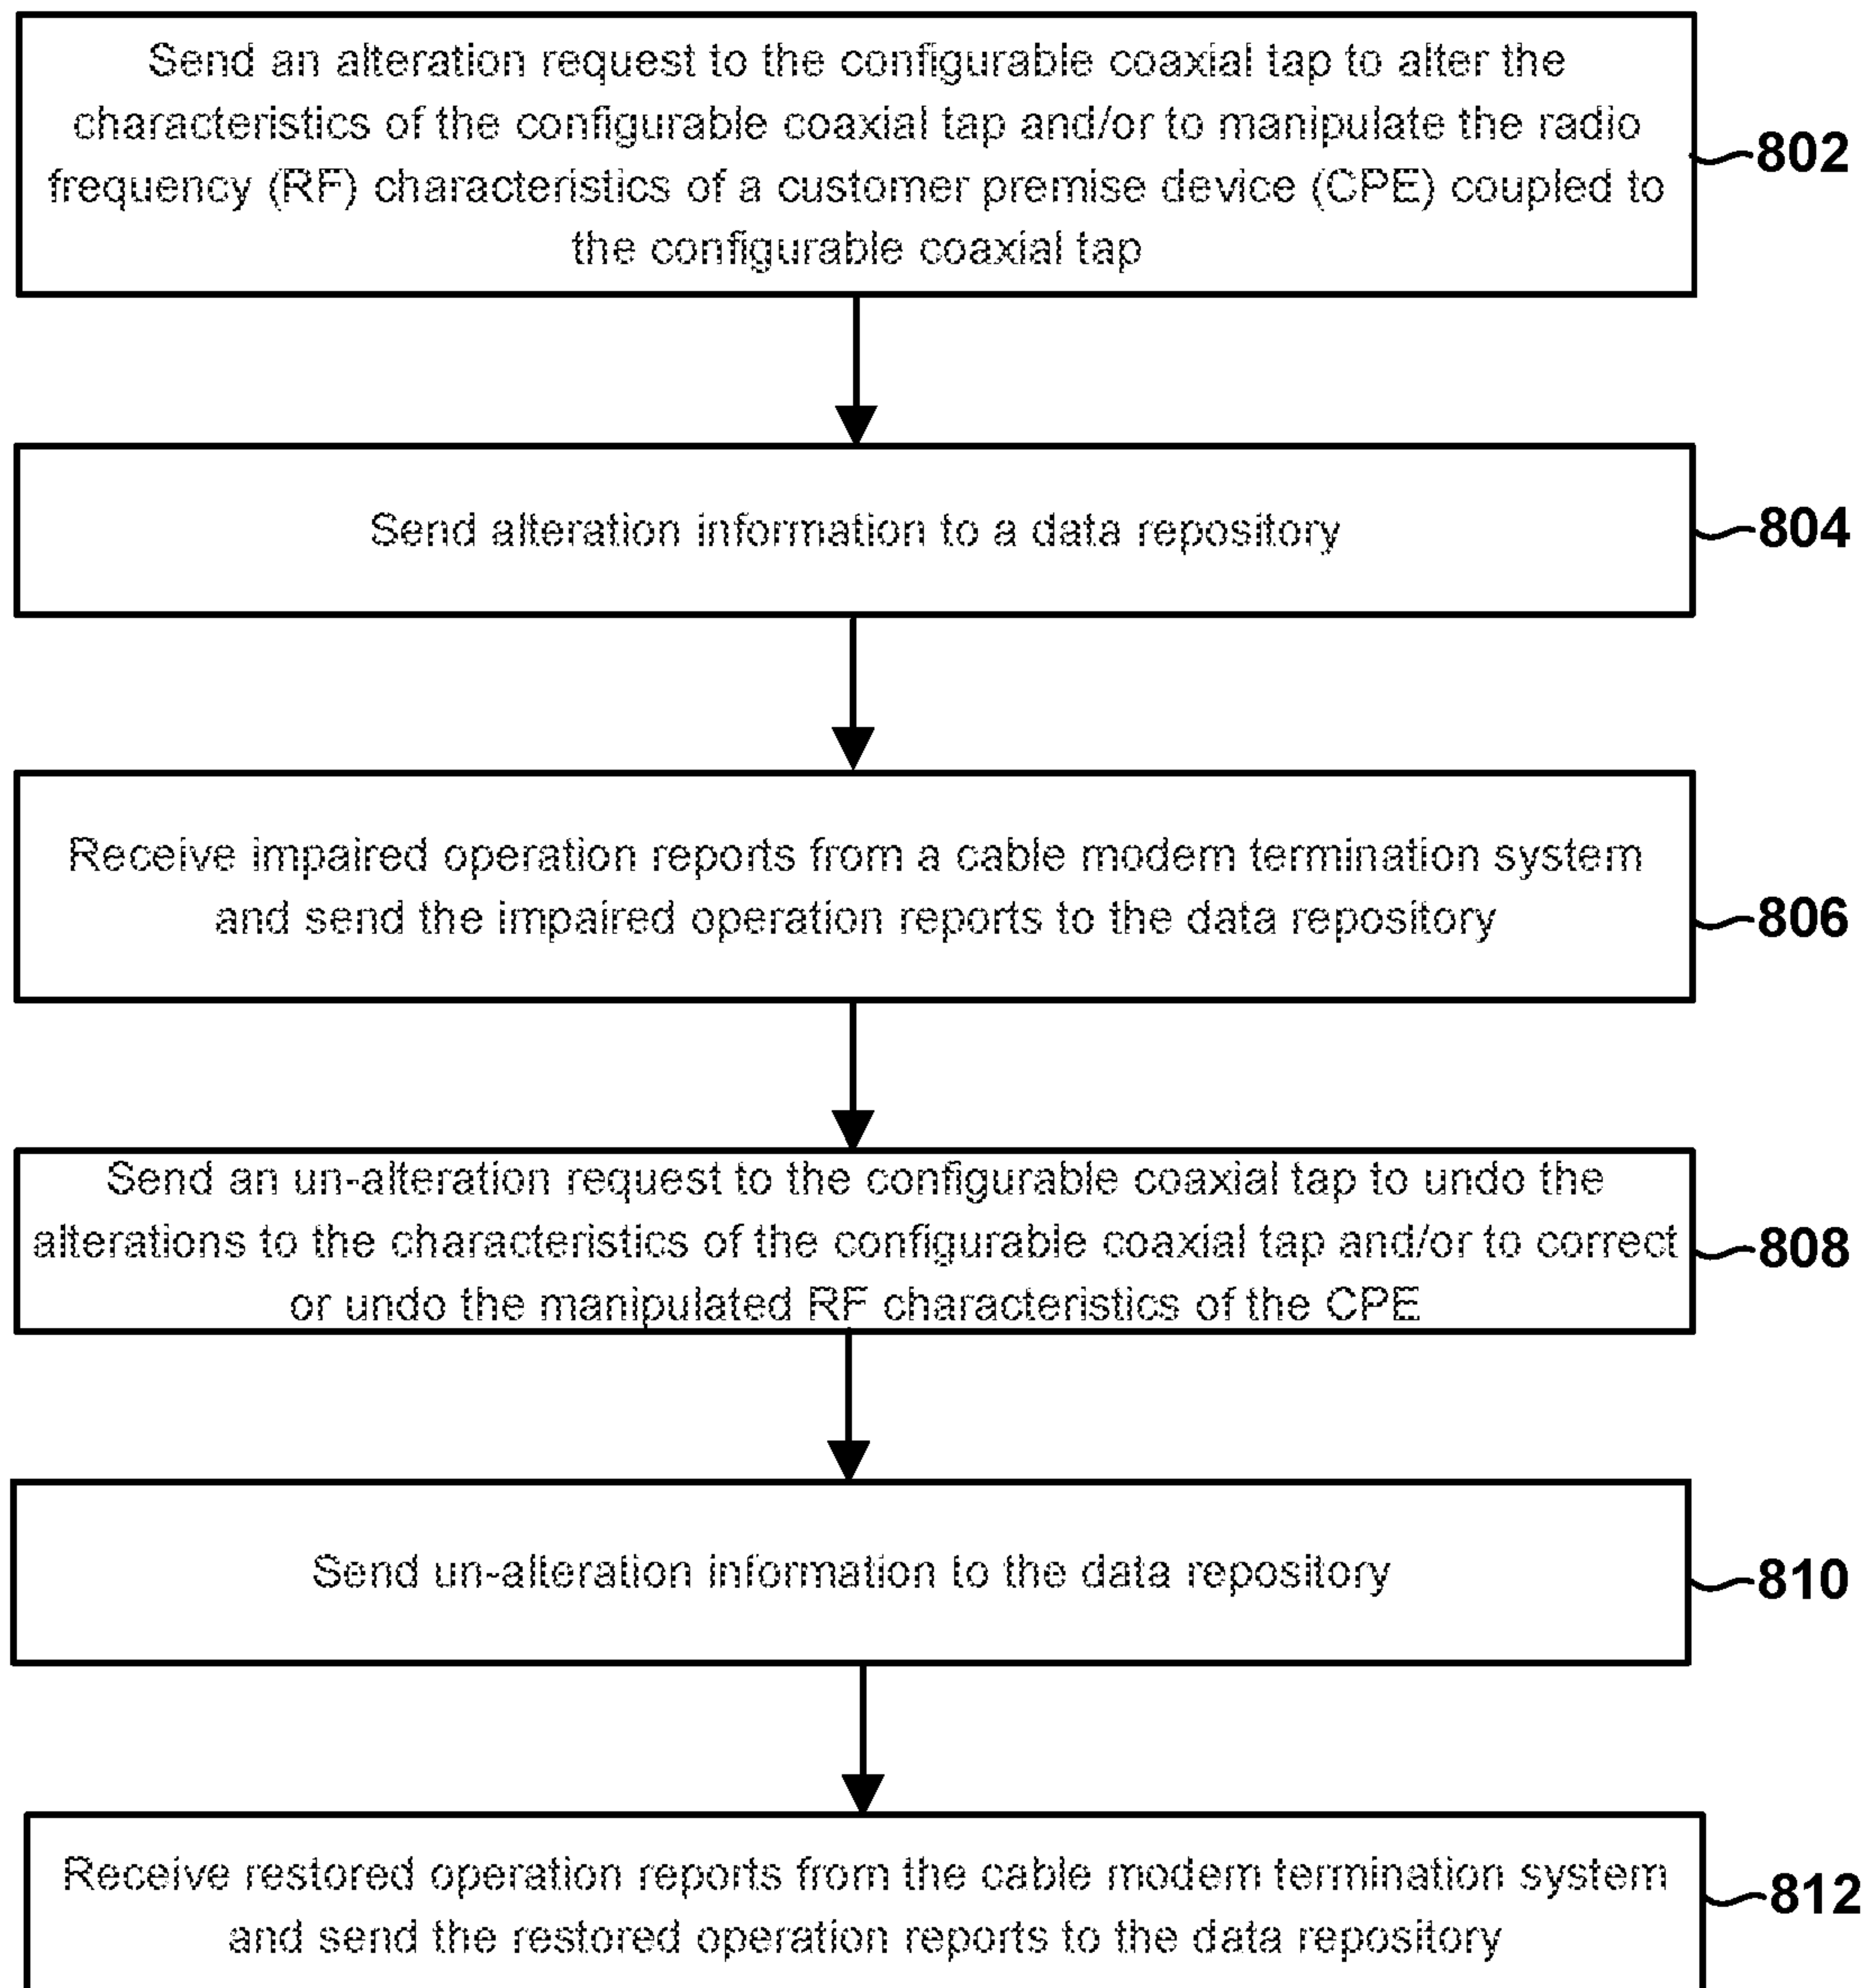 Send an alteration request to the configurable coaxial tap to alter the
characteristics of the configurable coaxial tap and/or to manipulate the radio
frequency (RF) characteristics of a customer premise device (CPE) coupled to
the configurable coaxial tap
802
Send alteration information to a data repository
804
Receive impaired operation reports from a cable modem termination system
and send the impaired operation reports to the data repository
806
Send an un-alteration request to the configurable coaxial tap to undo the
alterations to the characteristics of the configurable coaxial tap and/or to correct
or undo the manipulated RF characteristics of the CPE
808
Send un-alteration information to the data repository
810
Receive restored operation reports from the cable modem termination system
and send the restored operation reports to the data repository
812